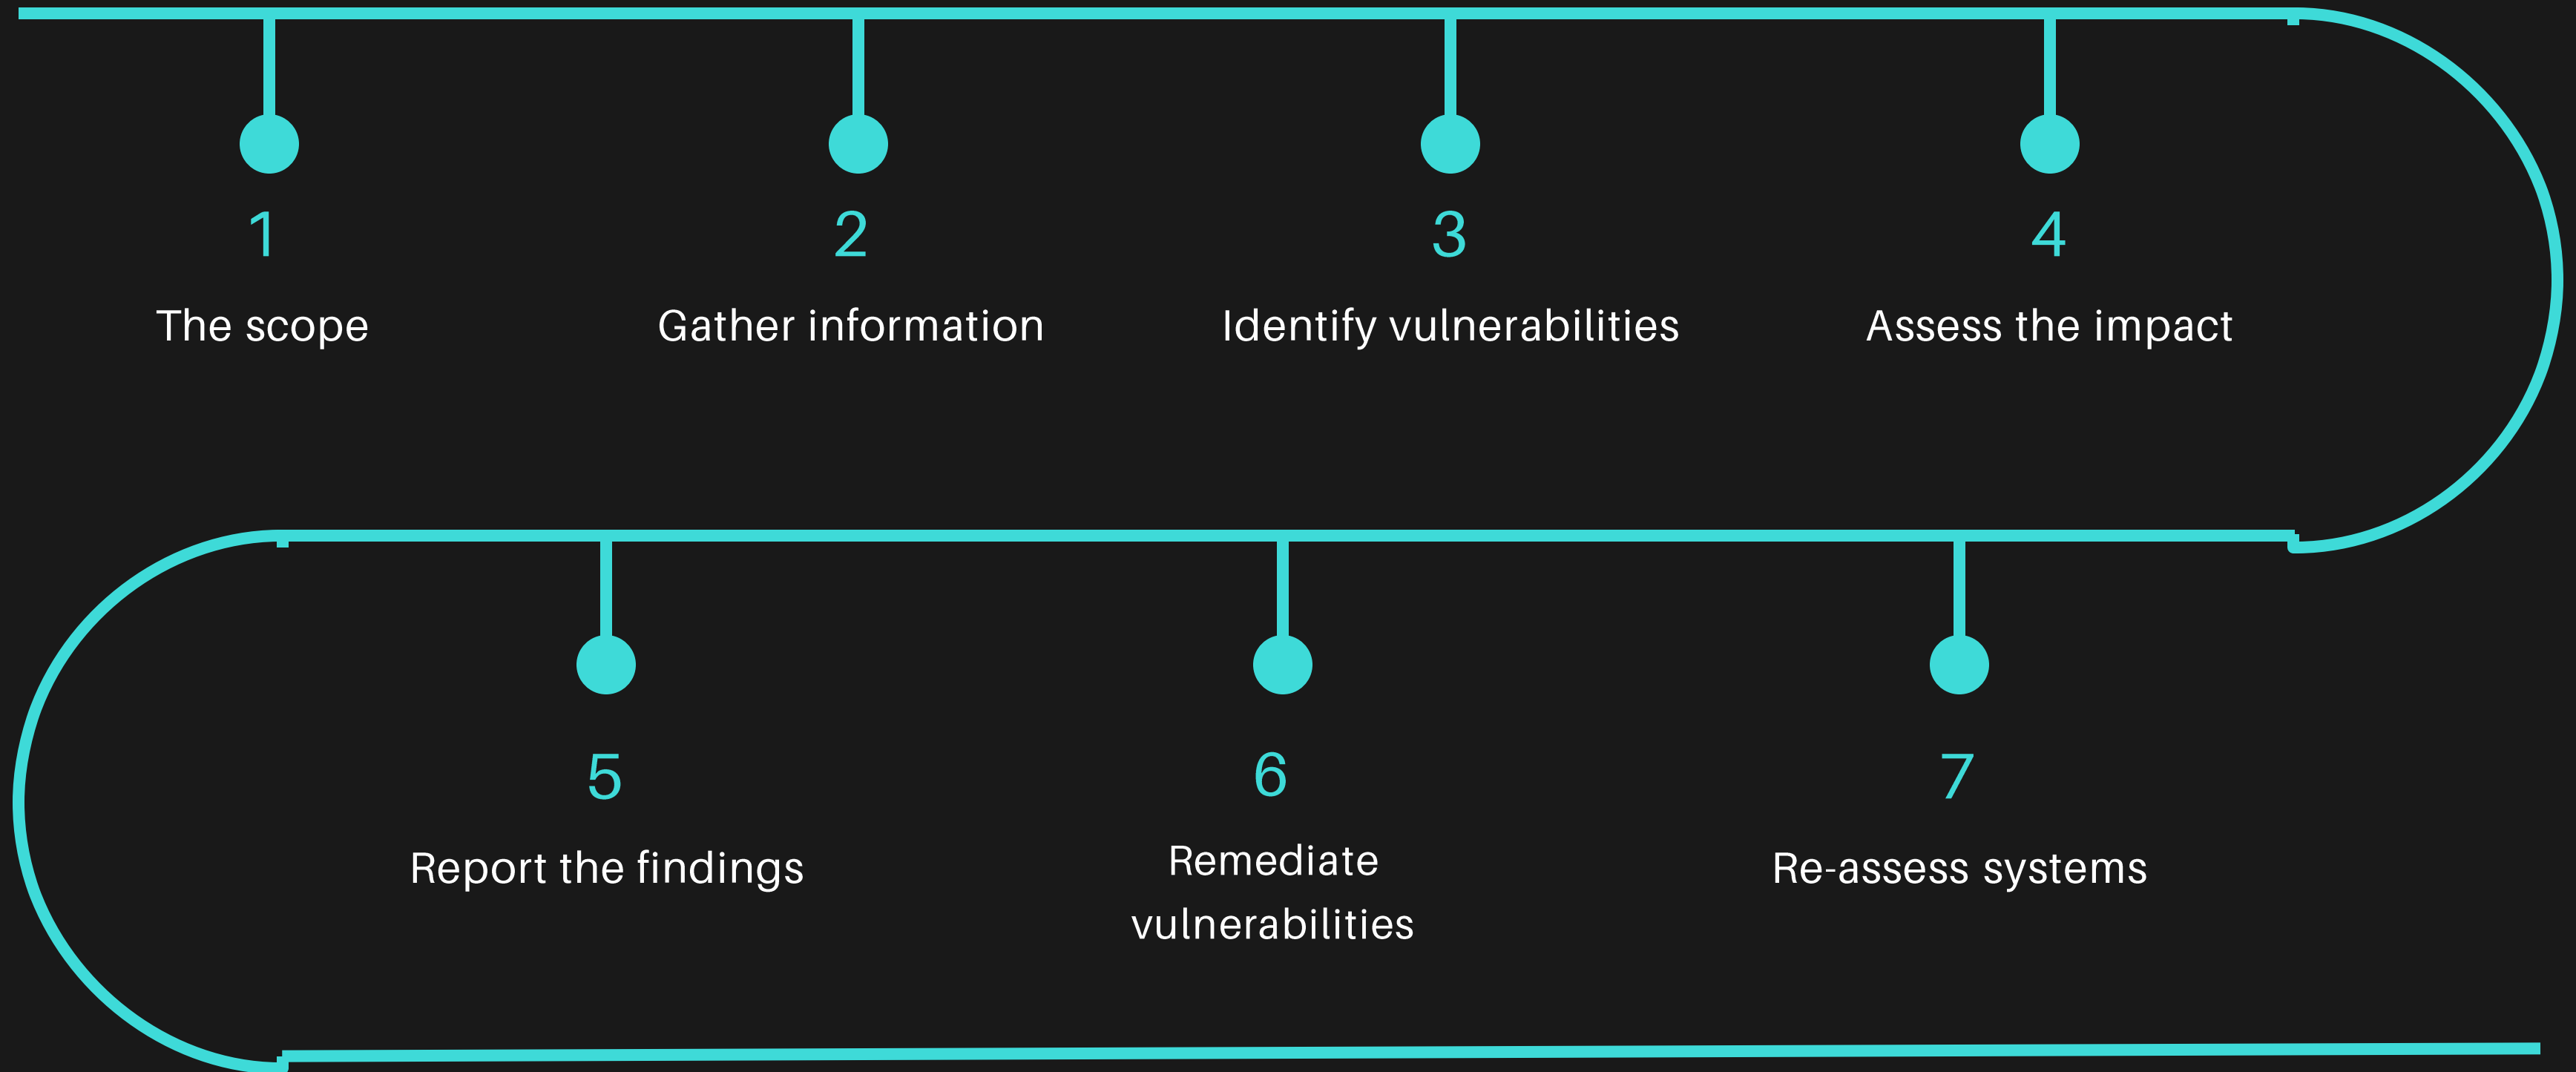 1
2
3
4
The scope
Gather information
Identify vulnerabilities
Assess the impact
5
6
7
Report the findings
Remediate
vulnerabilities
Re-assess systems